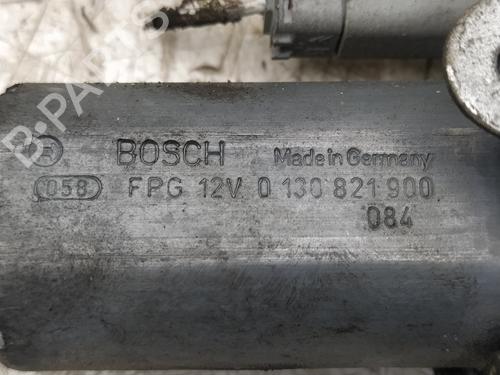 B-PARTS
BOSCH Made in Germany
058 FPG 12V 0 130 821 900
084